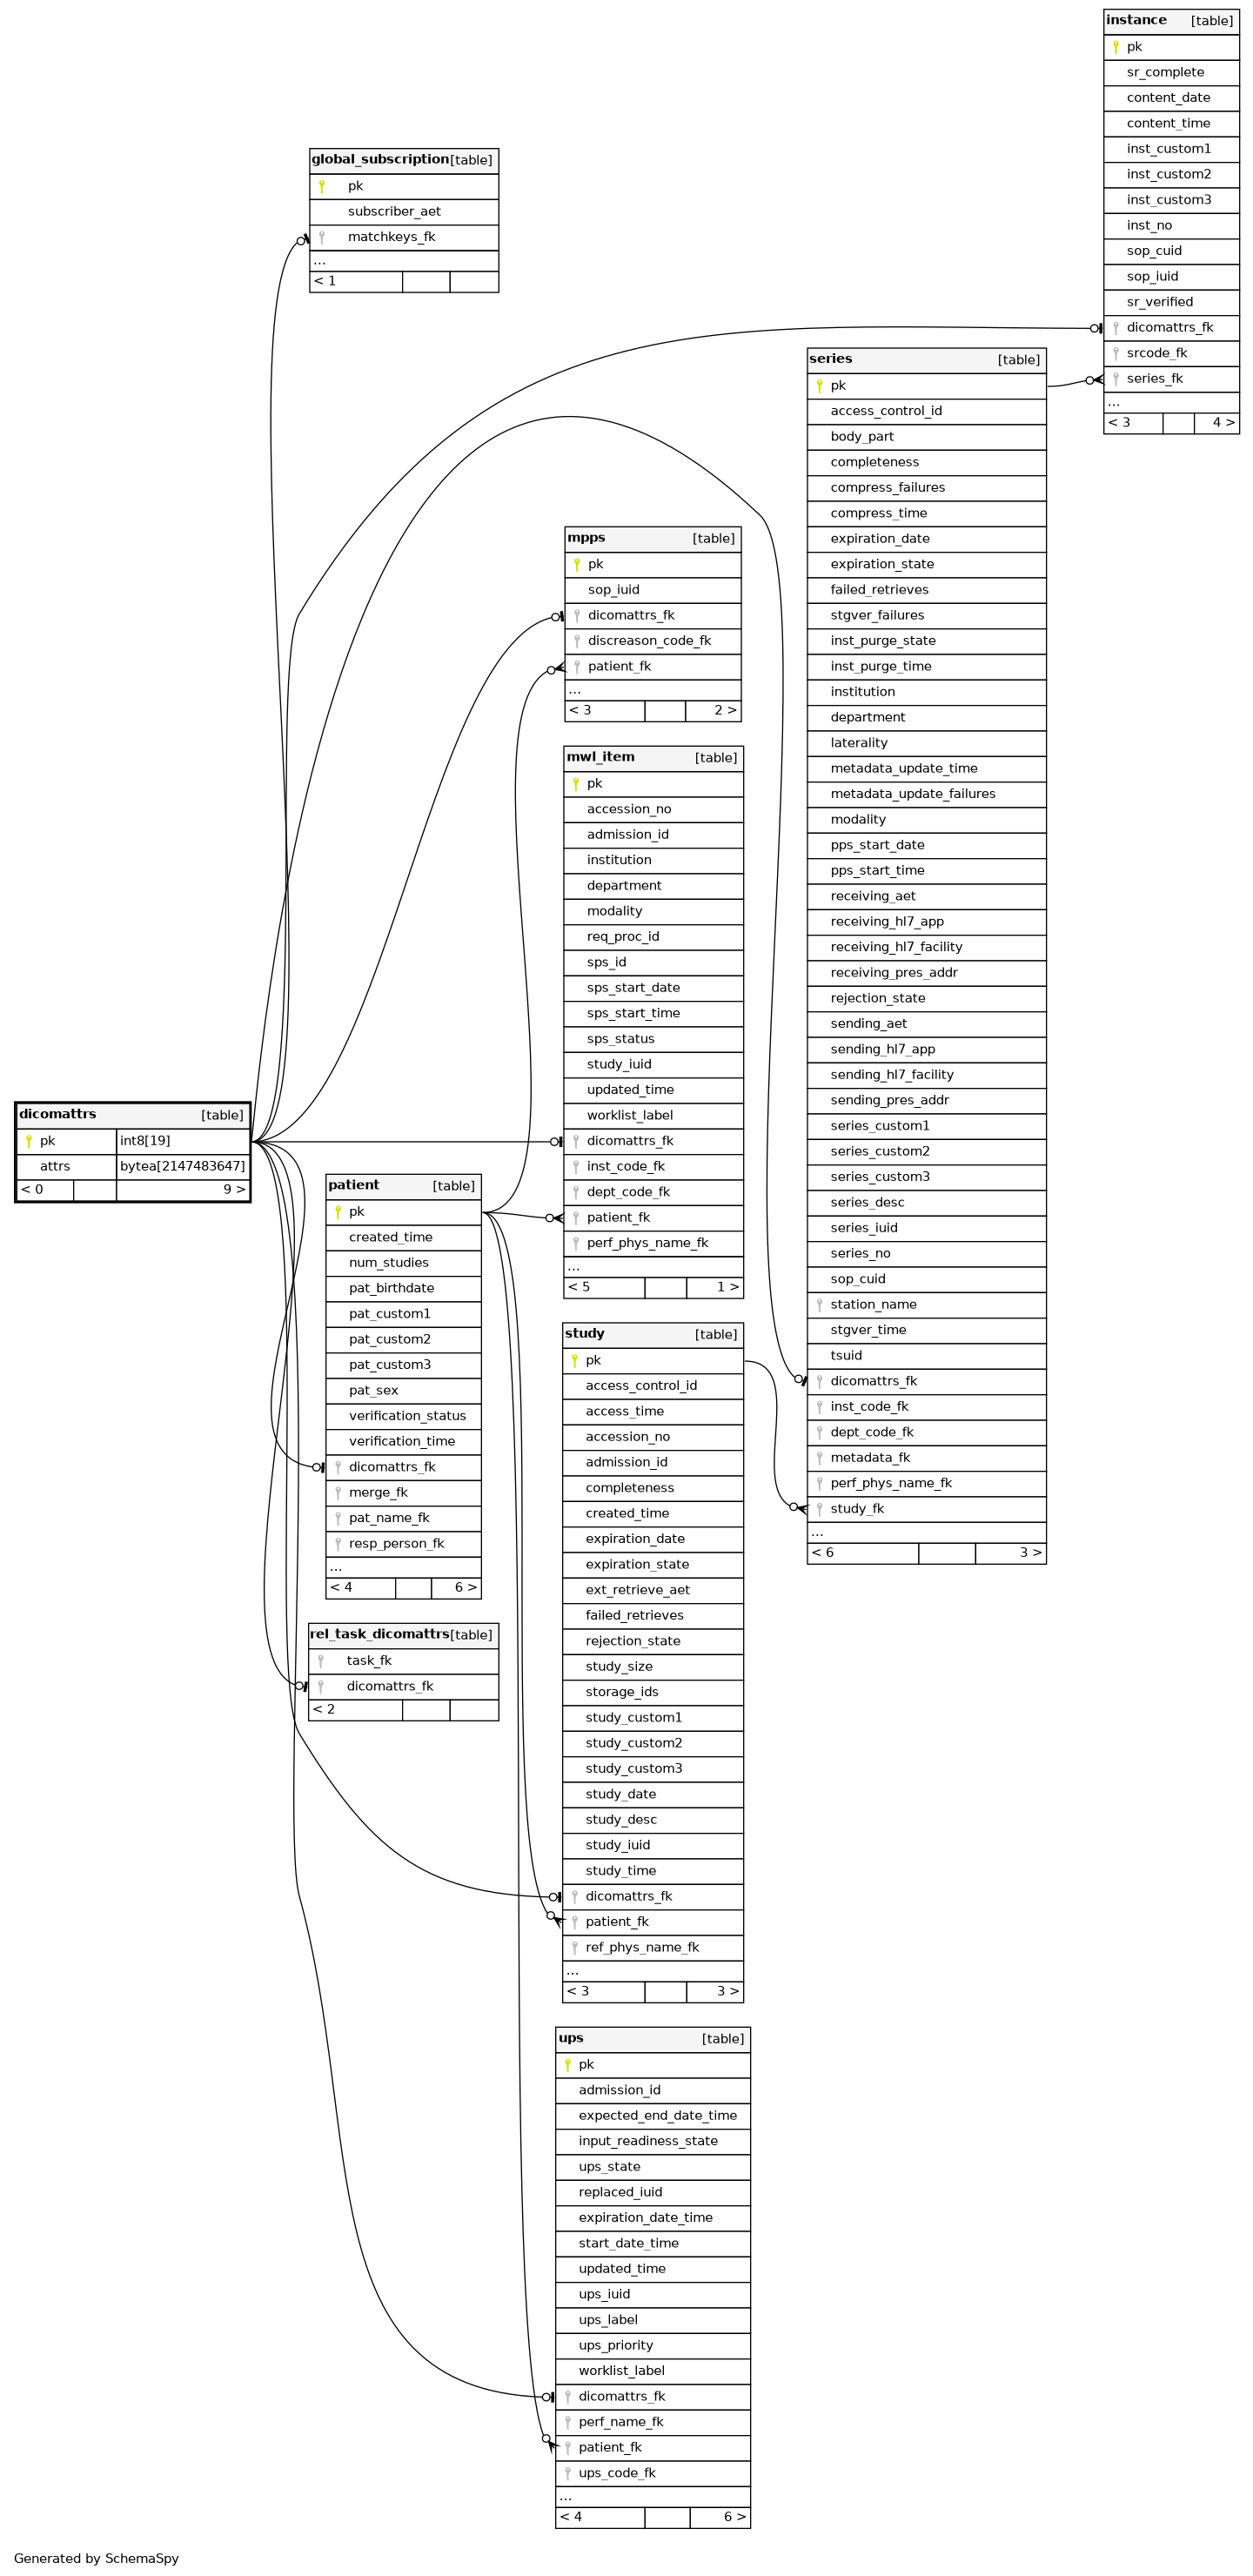 instance [table]
pk
sr_complete
content_date
content_time
inst_custom1
inst_custom2
inst_custom3
inst_no
sop_cuid
sop_iuid
sr_verified
dicomattrs_fk
srcode_fk
series_fk
...
< 3 4 >
global_subscription [table]
pk
subscriber_aet
matchkeys_fk
...
< 1
series [table]
pk
access_control_id
body_part
completeness
compress_failures
compress_time
expiration_date
expiration_state
failed_retrieves
stgver_failures
inst_purge_state
inst_purge_time
institution
department
laterality
metadata_update_time
metadata_update_failures
modality
pps_start_date
pps_start_time
receiving_aet
receiving_hl7_app
receiving_hl7_facility
receiving_pres_addr
rejection_state
sending_aet
sending_hl7_app
sending_hl7_facility
sending_pres_addr
series_custom1
series_custom2
series_custom3
series_desc
series_iuid
series_no
sop_cuid
station_name
stgver_time
tsuid
dicomattrs_fk
inst_code_fk
dept_code_fk
metadata_fk
perf_phys_name_fk
study_fk
...
< 6 3 >
mpps [table]
pk
sop_iuid
dicomattrs_fk
discreason_code_fk
patient_fk
...
< 3 2 >
mwl_item [table]
pk
accession_no
admission_id
institution
department
modality
req_proc_id
sps_id
sps_start_date
sps_start_time
sps_status
study_iuid
updated_time
worklist_label
dicomattrs_fk
inst_code_fk
dept_code_fk
patient_fk
perf_phys_name_fk
...
< 5 1 >
dicomattrs [table]
pk int8[19]
attrs bytea[2147483647]
< 0 9 >
patient [table]
pk
created_time
num_studies
pat_birthdate
pat_custom1
pat_custom2
pat_custom3
pat_sex
verification_status
verification_time
dicomattrs_fk
merge_fk
pat_name_fk
resp_person_fk
...
< 4 6 >
study [table]
pk
access_control_id
access_time
accession_no
admission_id
completeness
created_time
expiration_date
expiration_state
ext_retrieve_aet
failed_retrieves
rejection_state
study_size
storage_ids
study_custom1
study_custom2
study_custom3
study_date
study_desc
study_iuid
study_time
dicomattrs_fk
patient_fk
ref_phys_name_fk
...
< 3 3 >
rel_task_dicomattrs [table]
task_fk
dicomattrs_fk
< 2
ups [table]
pk
admission_id
expected_end_date_time
input_readiness_state
ups_state
replaced_iuid
expiration_date_time
start_date_time
updated_time
ups_iuid
ups_label
ups_priority
worklist_label
dicomattrs_fk
perf_name_fk
patient_fk
ups_code_fk
...
< 4 6 >
Generated by SchemaSpy